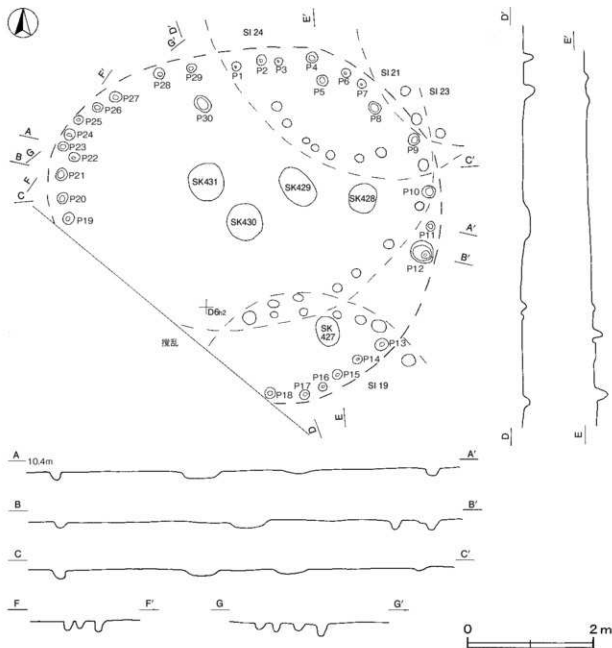 G' D'
SI 24
E'
F'
P28
P29
P1
P2
P3
P4
P5
P6
P7
SI 21
SI 23
P8
P9
C'
P10
A'
P11
P12
B'
P27
P26
P25
P24
P23
P22
P21
P20
P19
P30
A
B
G
F
C
SK431
SK430
SK429
SK428
D6n2
撹乱
SK
427
P13
P14
P15
P16
P17
P18
SI 19
D
E
D'
E'
D
E
A 10.4m A'
B B'
C C'
F F' G G'
0 2 m